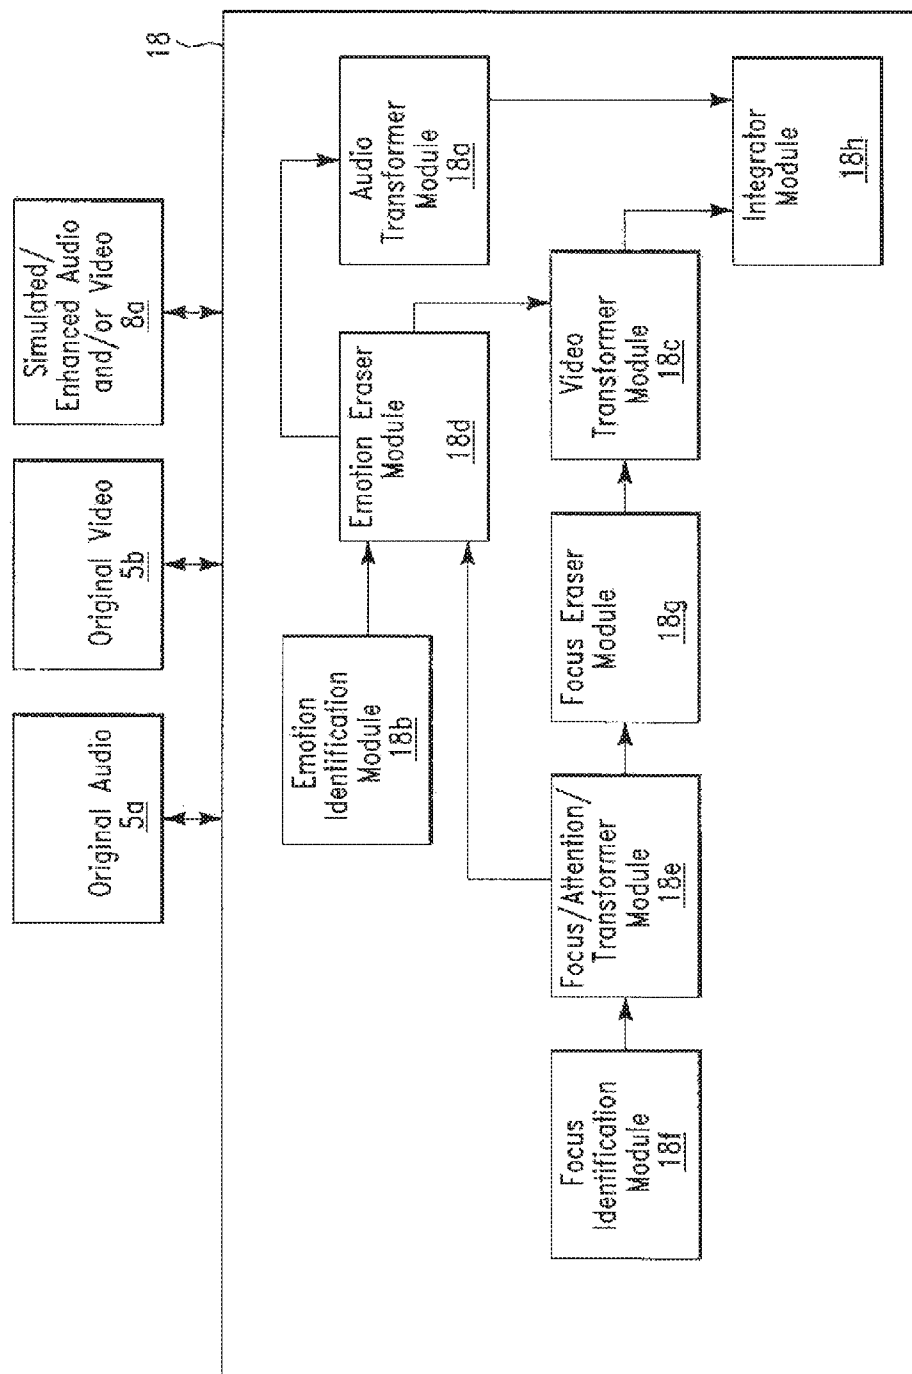 Original Audio
5a
Original Video
5b
Simulated/
Enhanced Audio
and/or Video
8a
18
Emotion
Identification
Module
18b
Emotion Eraser
Module
18d
Audio
Transformer
Module
18a
Focus
Identification
Module
18f
Focus/Attention/
Transformer
Module
18e
Focus Eraser
Module
18g
Video
Transformer
Module
18c
Integrator
Module
18h